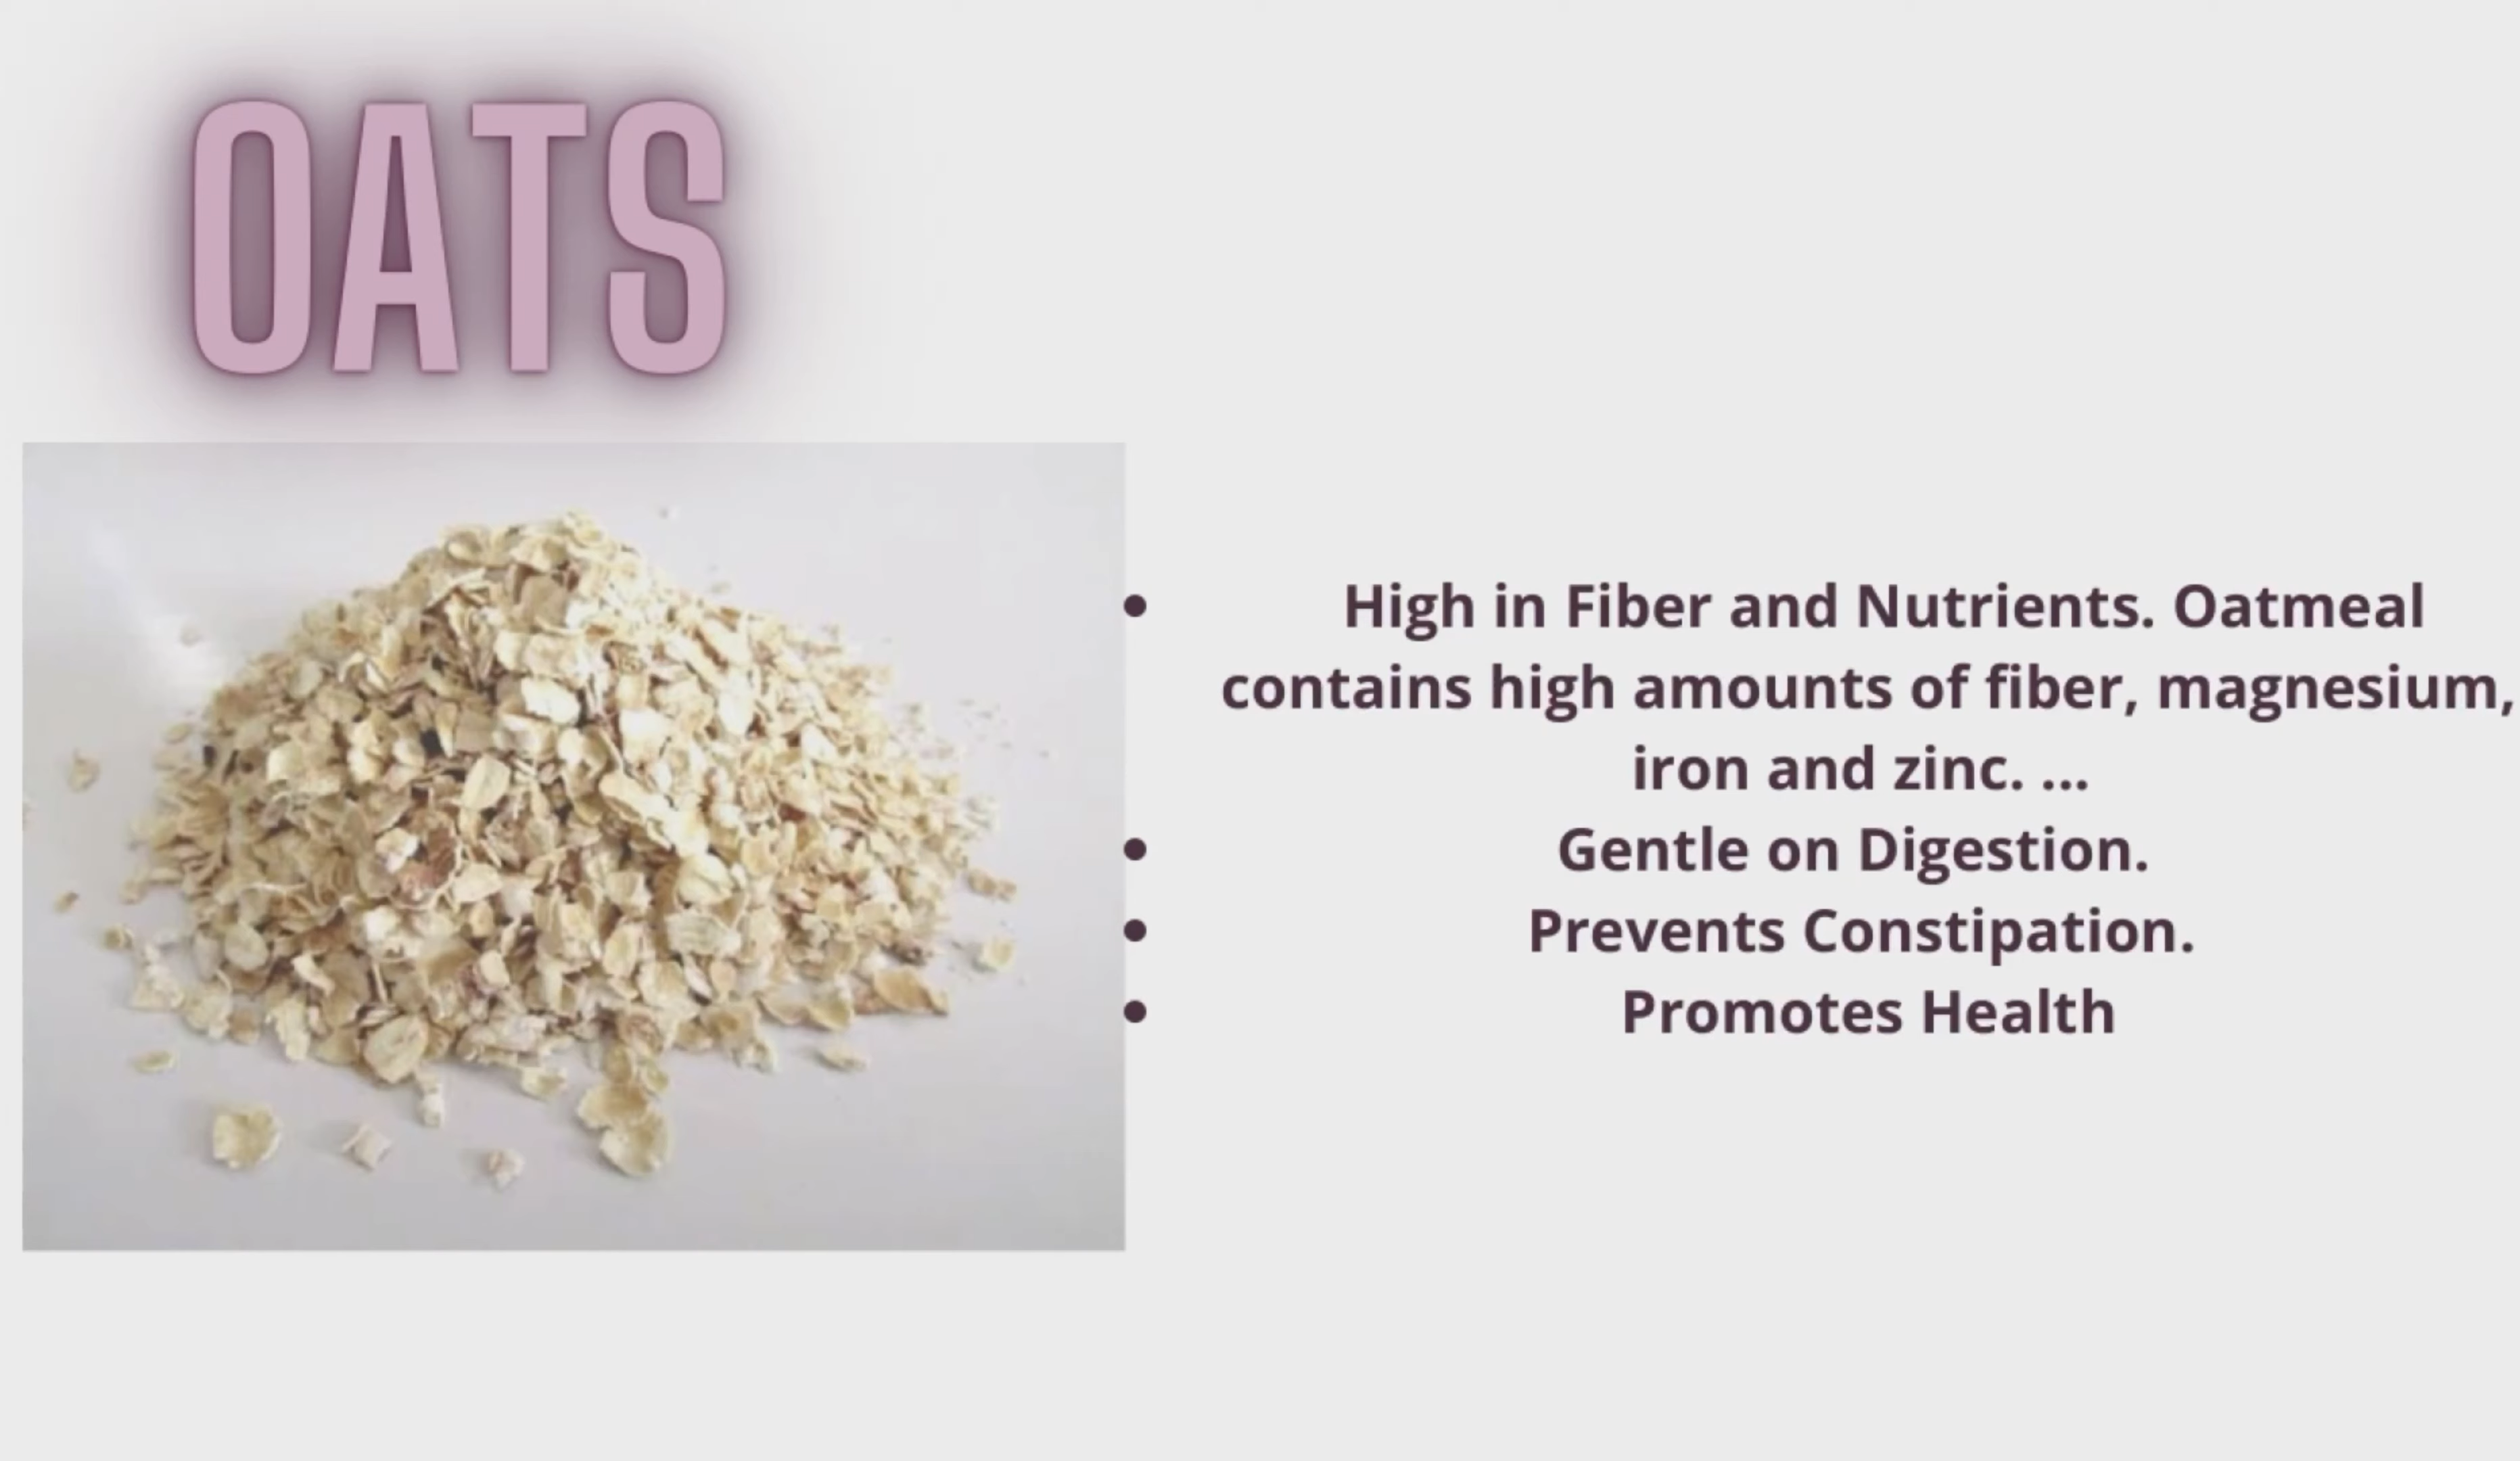 OATS
• High in Fiber and Nutrients. Oatmeal
contains high amounts of fiber, magnesium,
iron and zinc. ...
• Gentle on Digestion.
• Prevents Constipation.
• Promotes Health